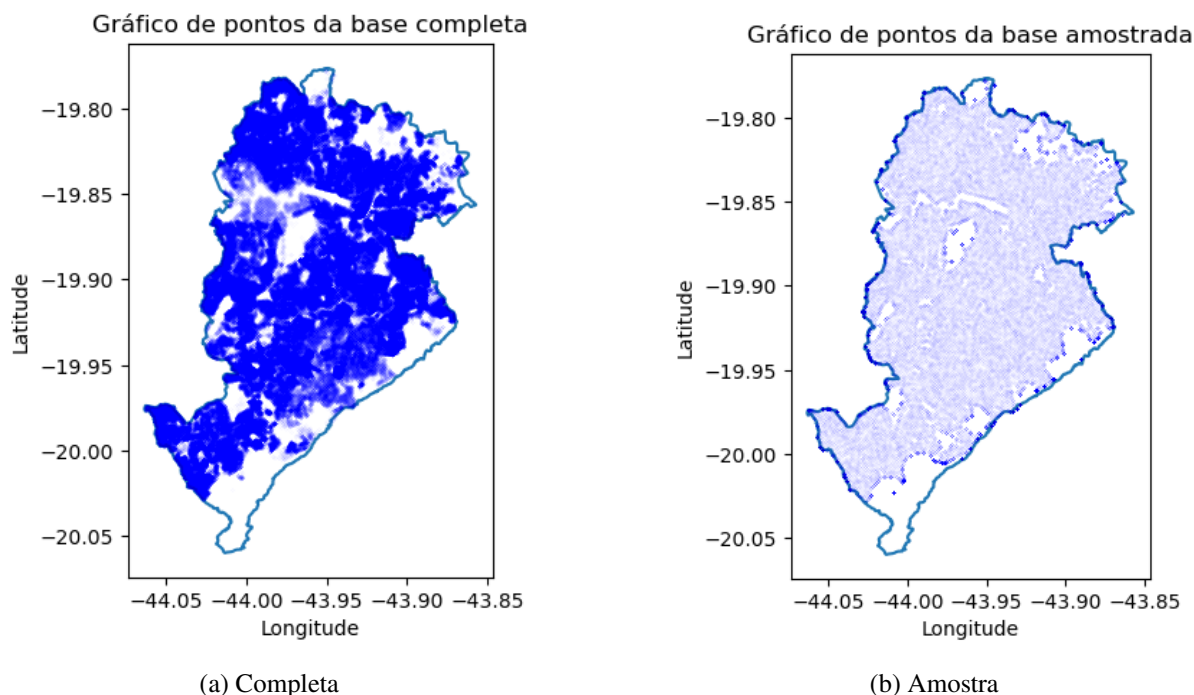 Gráfico de pontos da base completa
−19.80
−19.85
−19.90
−19.95
−20.00
−20.05
Latitude
−44.05 −44.00 −43.95 −43.90 −43.85
Longitude
(a) Completa
Gráfico de pontos da base amostrada
−19.80
−19.85
−19.90
−19.95
−20.00
−20.05
Latitude
−44.05 −44.00 −43.95 −43.90 −43.85
Longitude
(b) Amostra